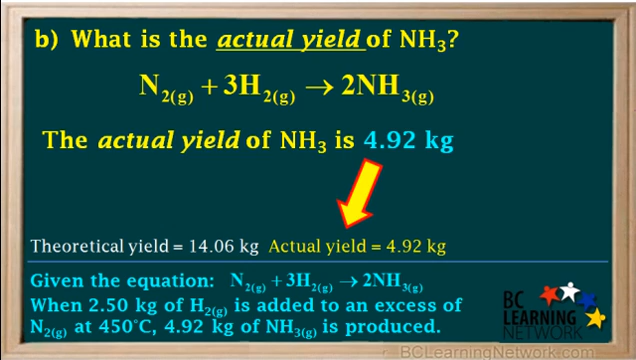 b) What is the actual yield of NH₃?
N₂(g) + 3H₂(g) → 2NH₃(g)
The actual yield of NH₃ is 4.92 kg
Theoretical yield = 14.06 kg Actual yield = 4.92 kg
Given the equation: N₂(g) + 3H₂(g) → 2NH₃(g)
When 2.50 kg of H₂(g) is added to an excess of
N₂(g) at 450°C, 4.92 kg of NH₃(g) is produced.
BC
LEARNING
NETWORK
BCLearningNetwork.com